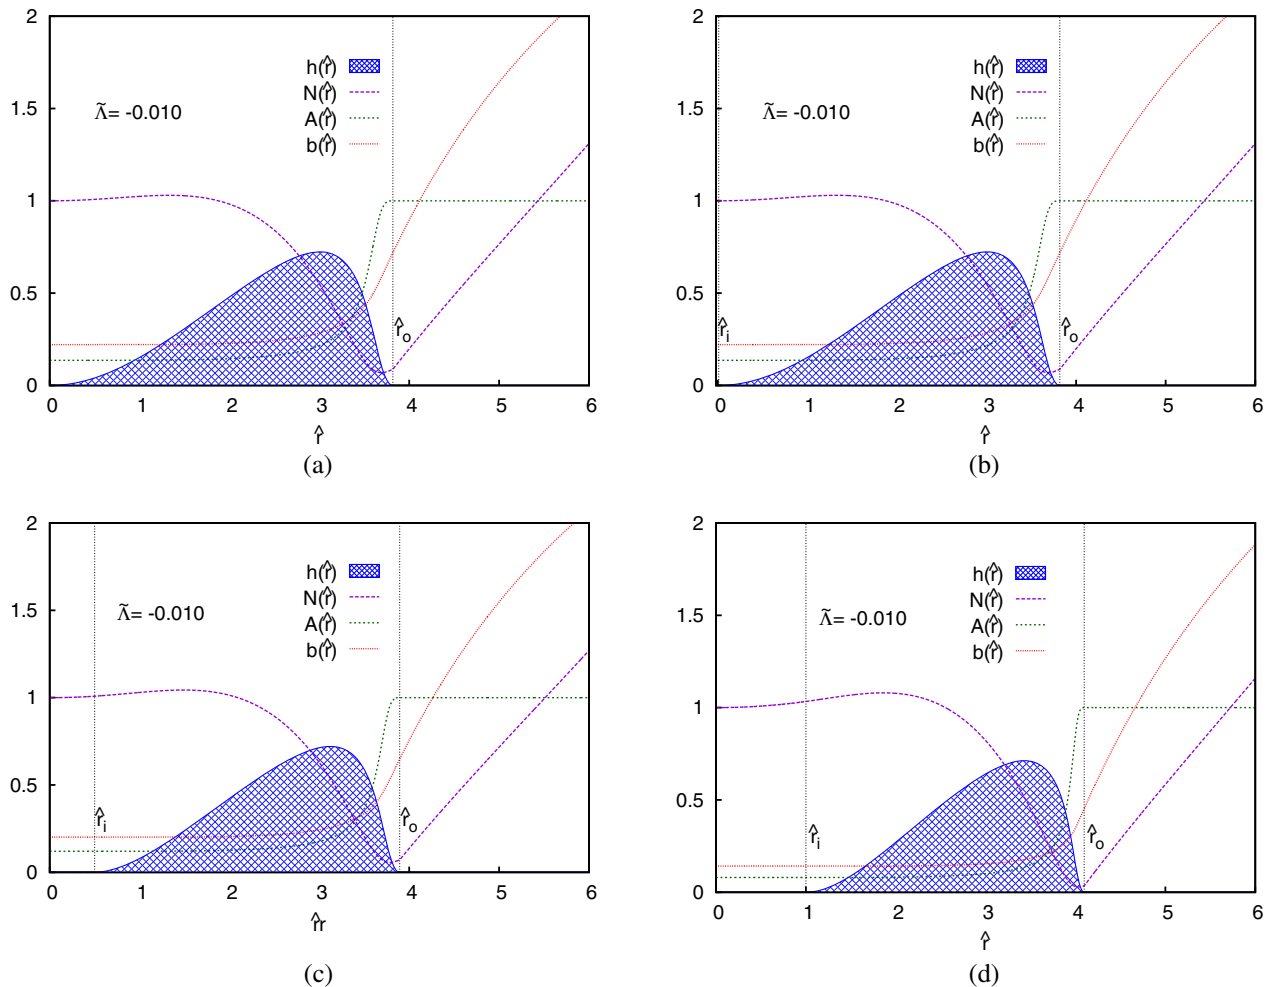 2
2
h(r̂)
h(r̂)
N(r̂)
N(r̂)
1.5
Λ̃= -0.010
A(r̂)
1.5
Λ̃= -0.010
A(r̂)
b(r̂)
b(r̂)
1
1
0.5
0.5
r̂o
r̂i
r̂o
0
0
0 1 2 3 4 5 6
0 1 2 3 4 5 6
r̂
r̂
(a)
(b)
2
2
h(r̂)
h(r̂)
N(r̂)
N(r̂)
1.5
Λ̃= -0.010
A(r̂)
1.5
Λ̃= -0.010
A(r̂)
b(r̂)
b(r̂)
1
1
0.5
0.5
r̂i
r̂o
r̂i
r̂o
0
0
0 1 2 3 4 5 6
0 1 2 3 4 5 6
r̂r
r̂
(c)
(d)